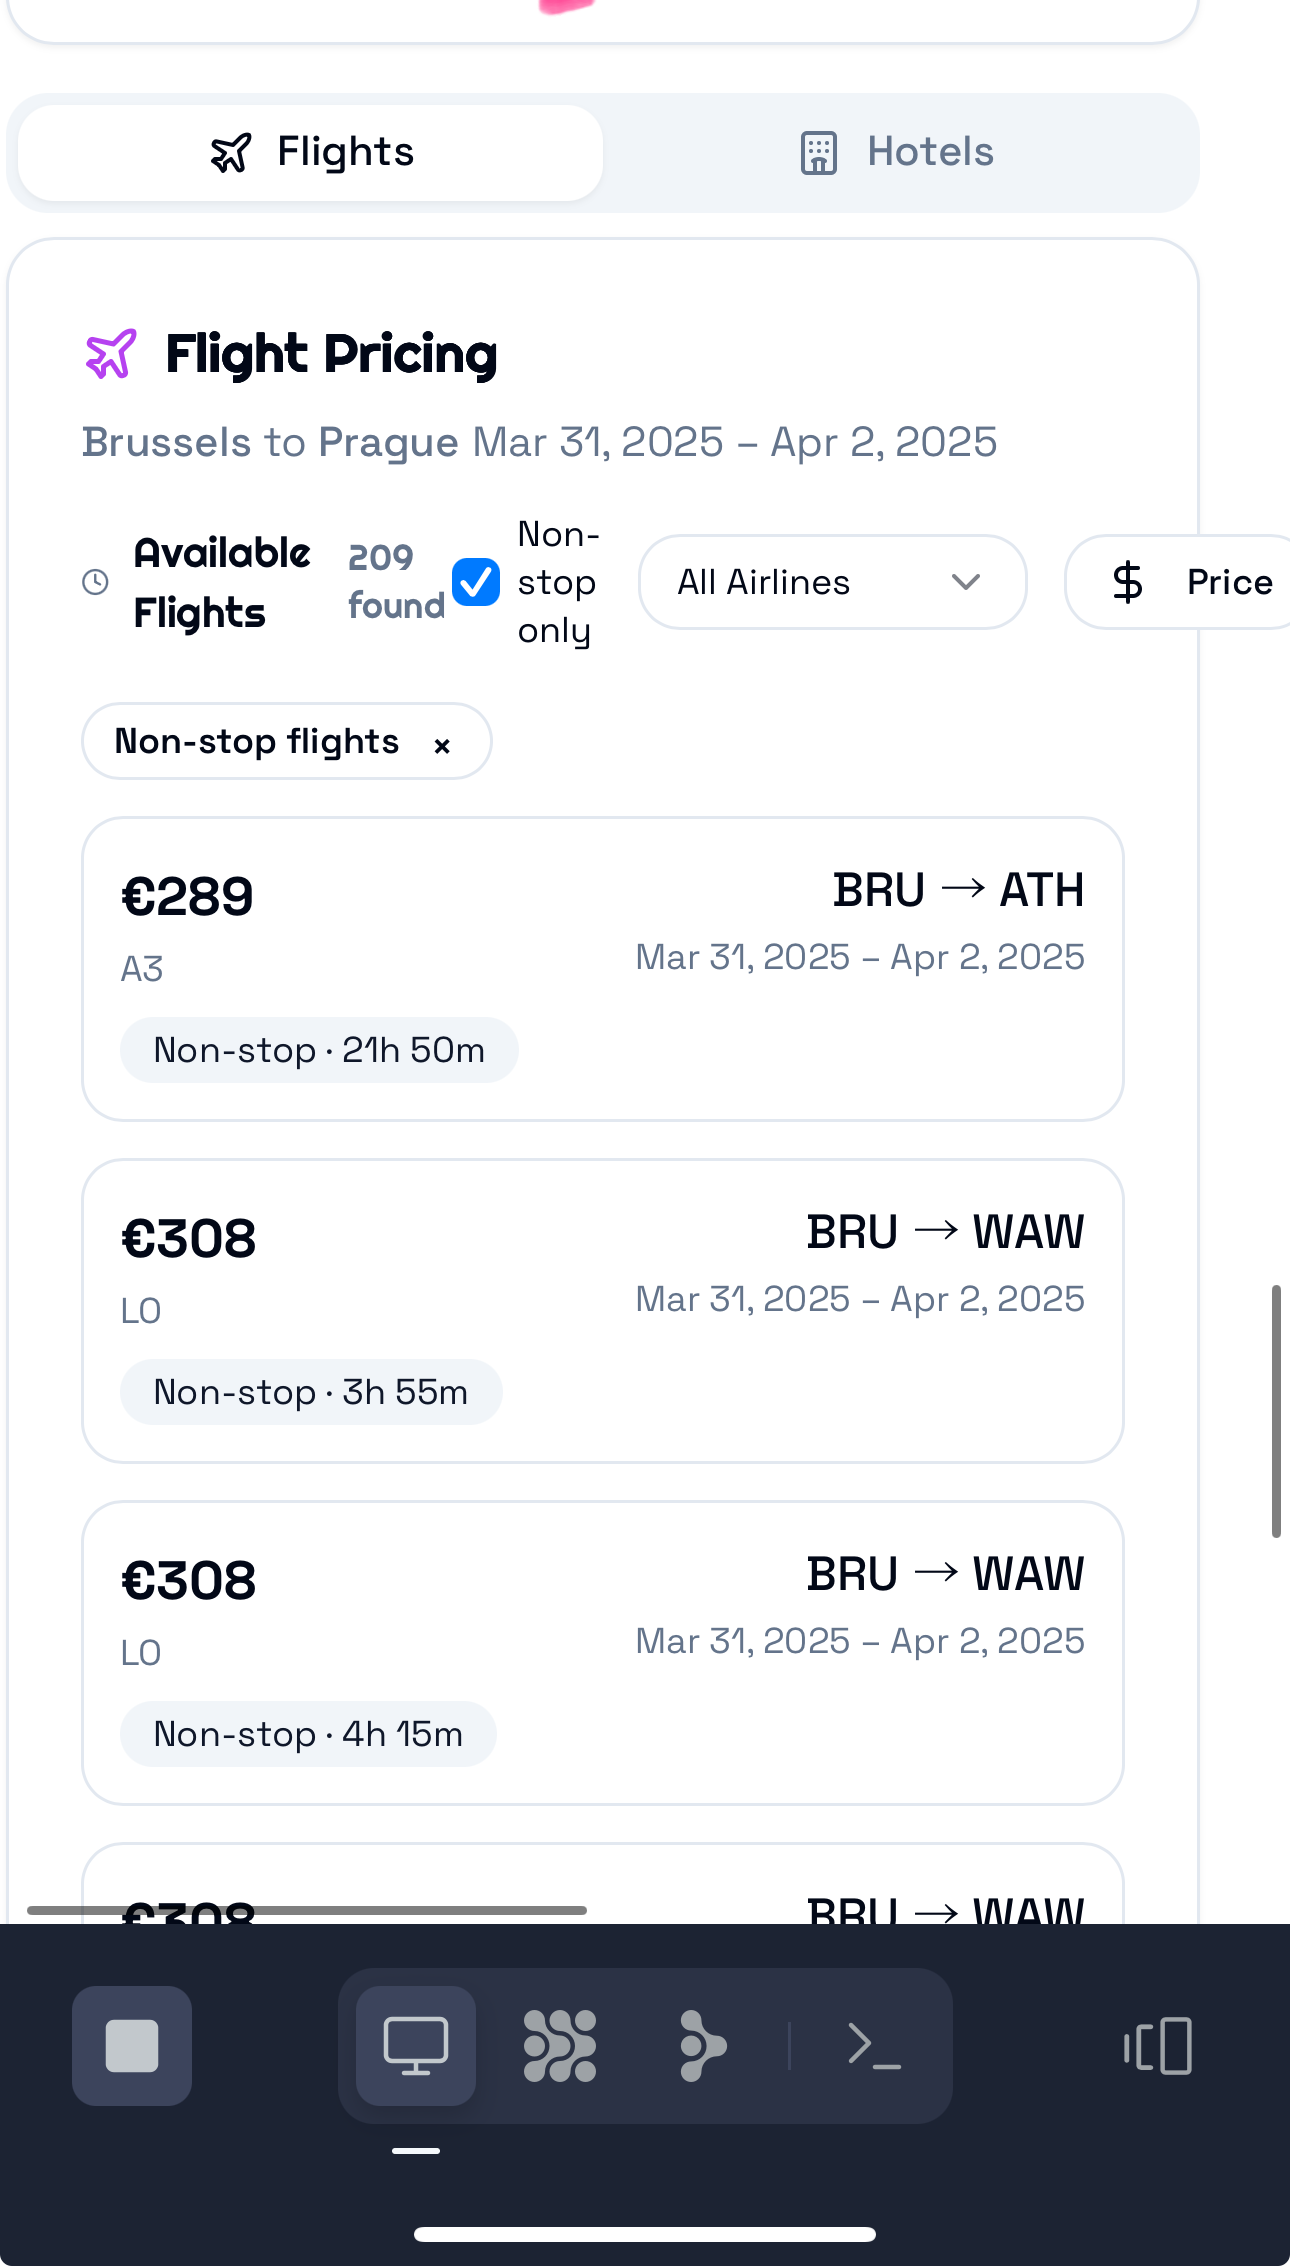 Flights
Hotels
Flight Pricing
Brussels to Prague Mar 31, 2025 – Apr 2, 2025
Available
Flights
209
found
Non-
stop
only
All Airlines
$ Price
Non-stop flights ×
€289
BRU → ATH
A3
Mar 31, 2025 – Apr 2, 2025
Non-stop · 21h 50m
€308
BRU → WAW
LO
Mar 31, 2025 – Apr 2, 2025
Non-stop · 3h 55m
€308
BRU → WAW
LO
Mar 31, 2025 – Apr 2, 2025
Non-stop · 4h 15m
€308
BRU → WAW